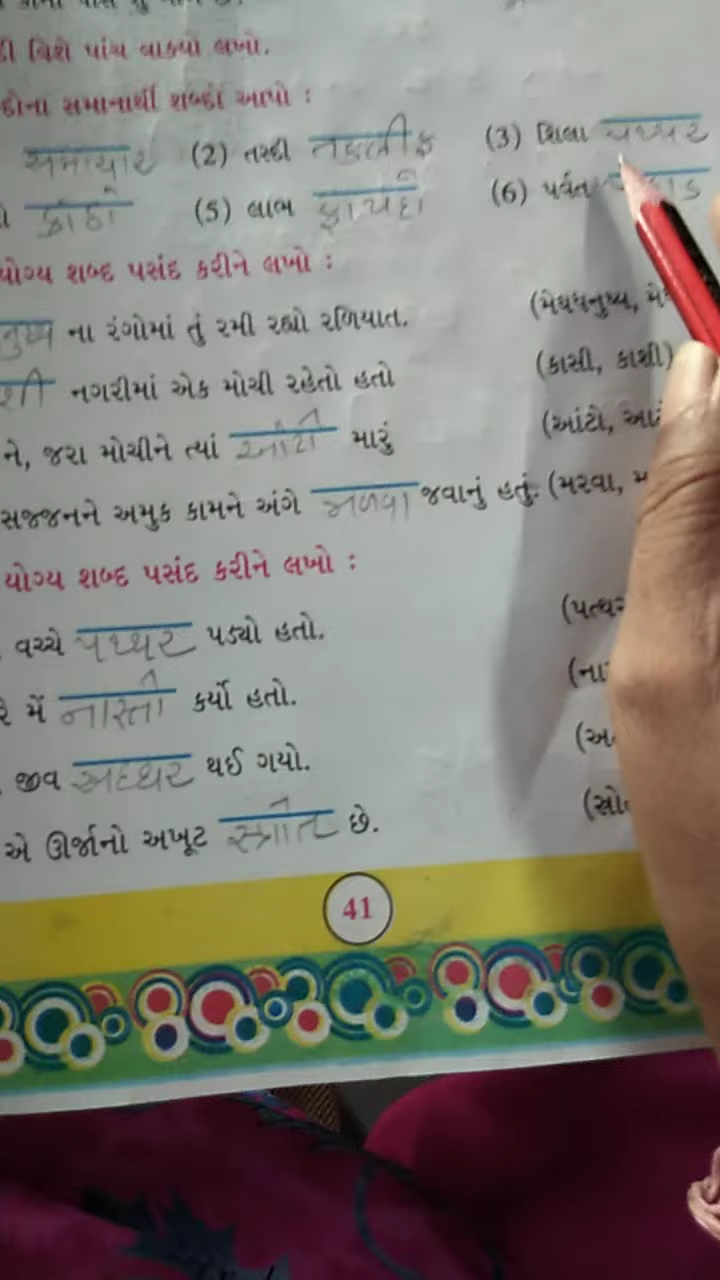 વિશે પાંચ વાક્યો લખો.
સમાનાર્થી શબ્દો આપો :
સમાચાર (2) તસ્દી તકલીફ (3) શિલા પથ્થર
કાંઠો (5) લાભ ફાયદો (6) પર્વત
યોગ્ય શબ્દ પસંદ કરીને લખો :
ના રંગોમાં તું રમી રહ્યો રળિયાત. (મેઘધનુષ્ય,
નગરીમાં એક મોચી રહેતો હતો (કાસી, કાશી)
ને, જરા મોચીને ત્યાં આંટો મારું (આંટો,
સજ્જનને અમુક કામને અંગે મળવા જવાનું હતું. (મરવા,
યોગ્ય શબ્દ પસંદ કરીને લખો :
વચ્ચે પથ્થર પડ્યો હતો.
મેં નાસ્તો કર્યો હતો.
જીવ અધ્ધર થઈ ગયો.
એ ઊર્જાનો અખૂટ સ્ત્રોત છે.
41